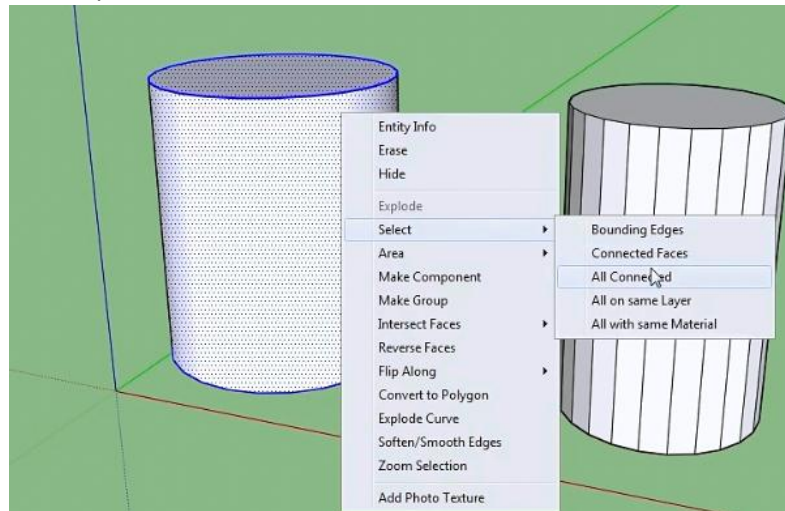 Entity Info
Erase
Hide
Explode
Select
Area
Make Component
Make Group
Intersect Faces
Reverse Faces
Flip Along
Convert to Polygon
Explode Curve
Soften/Smooth Edges
Zoom Selection
Add Photo Texture
Bounding Edges
Connected Faces
All Connected
All on same Layer
All with same Material